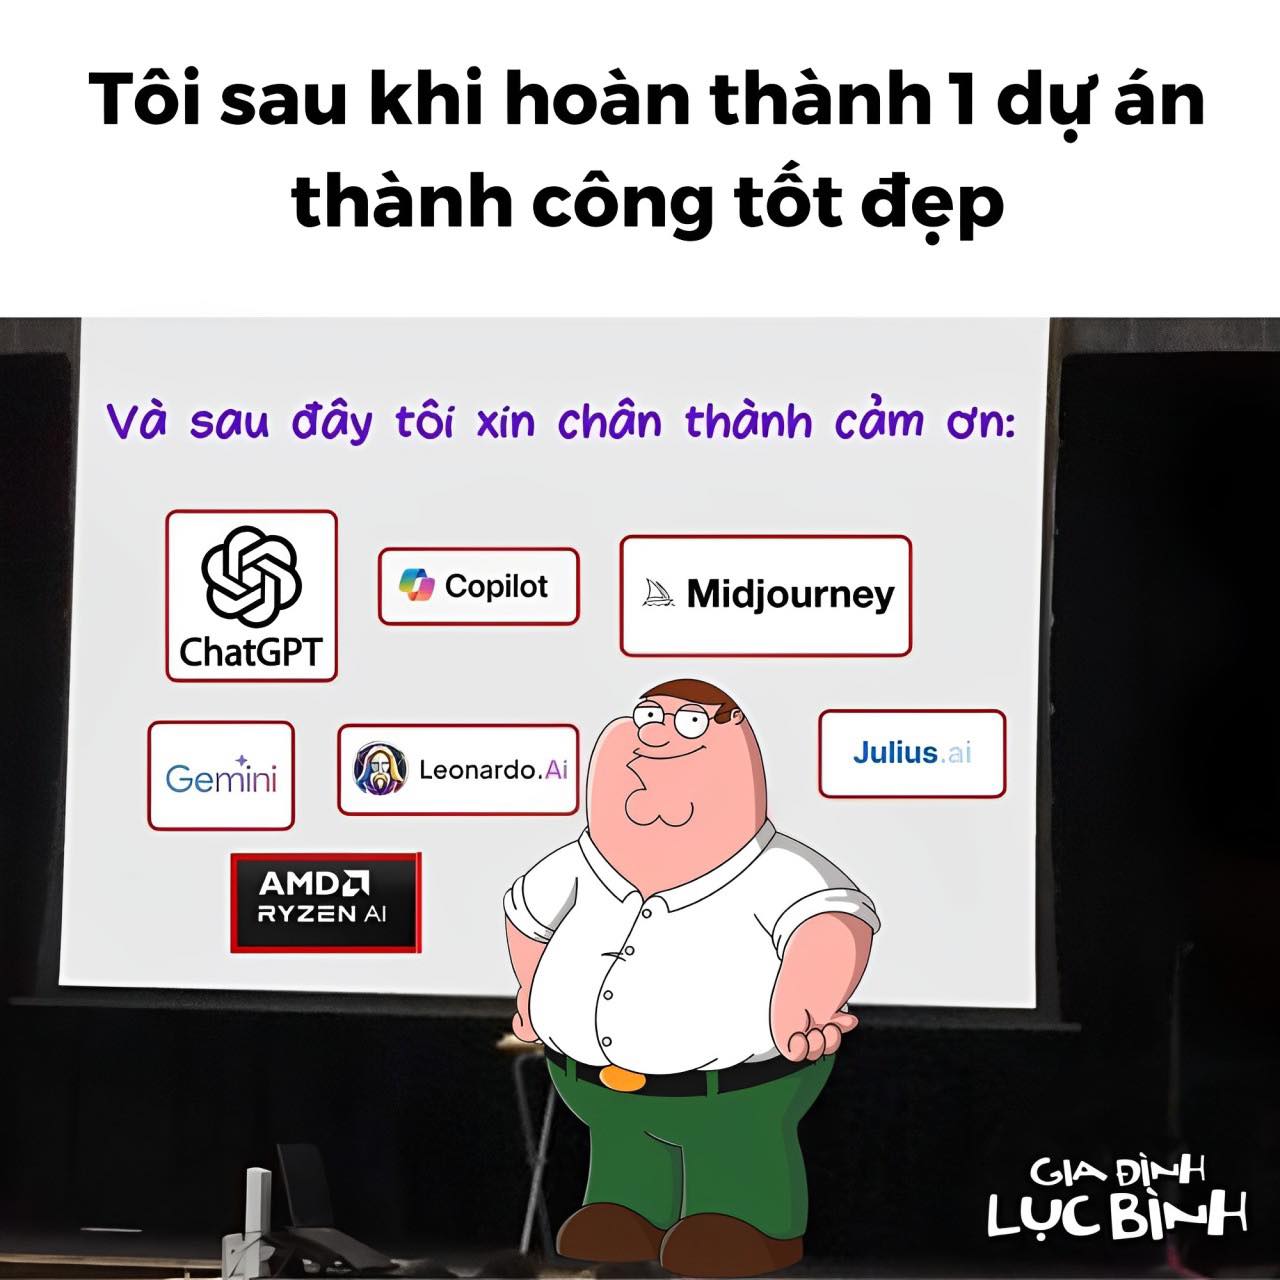 Tôi sau khi hoàn thành 1 dự án
thành công tốt đẹp
Và sau đây tôi xin chân thành cảm ơn:
ChatGPT
Copilot
Midjourney
Gemini
Leonardo.Ai
Julius.ai
AMD
RYZEN AI
GIA ĐÌNH
LỤC BÌNH